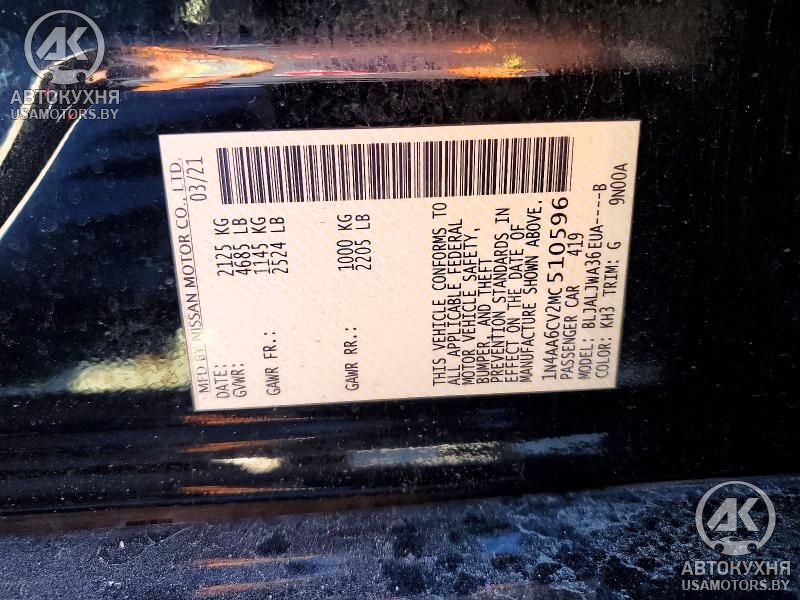 AK
АВТОКУХНЯ
USAMOTORS.BY
MFD BY NISSAN MOTOR CO., LTD.
DATE: 03/21
GVWR: 2125 KG
4685 LB
GAWR FR.: 1145 KG
2524 LB
GAWR RR.: 1000 KG
2205 LB
THIS VEHICLE CONFORMS TO
ALL APPLICABLE FEDERAL
MOTOR VEHICLE SAFETY,
BUMPER, AND THEFT
PREVENTION STANDARDS IN
EFFECT ON THE DATE OF
MANUFACTURE SHOWN ABOVE.
1N4AA6CV2MC510596
PASSENGER CAR 419
MODEL: BLJALJWA36EUA----B
COLOR: KH3 TRIM: G 9N00A
AK
АВТОКУХНЯ
USAMOTORS.BY